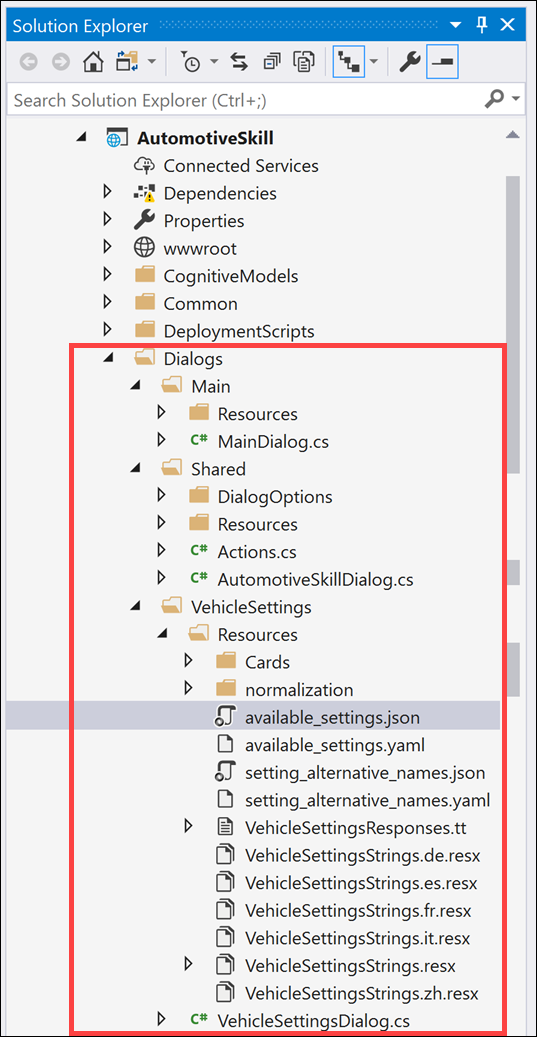 Solution Explorer
Search Solution Explorer (Ctrl+;)
AutomotiveSkill
Connected Services
Dependencies
Properties
wwwroot
CognitiveModels
Common
DeploymentScripts
Dialogs
Main
Resources
C# MainDialog.cs
Shared
DialogOptions
Resources
C# Actions.cs
C# AutomotiveSkillDialog.cs
VehicleSettings
Resources
Cards
normalization
available_settings.json
available_settings.yaml
setting_alternative_names.json
setting_alternative_names.yaml
VehicleSettingsResponses.tt
VehicleSettingsStrings.de.resx
VehicleSettingsStrings.es.resx
VehicleSettingsStrings.fr.resx
VehicleSettingsStrings.it.resx
VehicleSettingsStrings.resx
VehicleSettingsStrings.zh.resx
C# VehicleSettingsDialog.cs